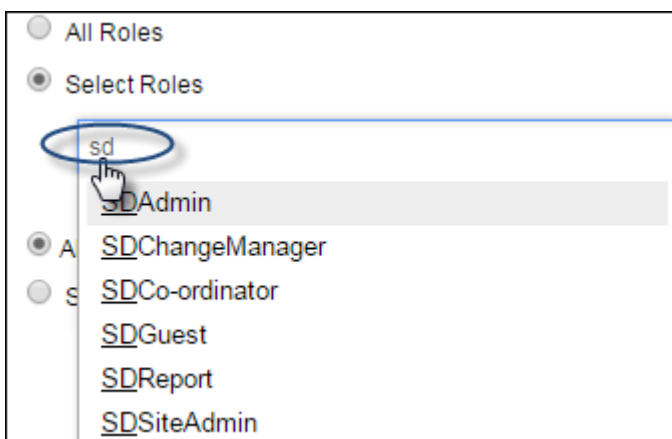 All Roles
Select Roles
sd
SDAdmin
SDChangeManager
SDCo-ordinator
SDGuest
SDReport
SDSiteAdmin